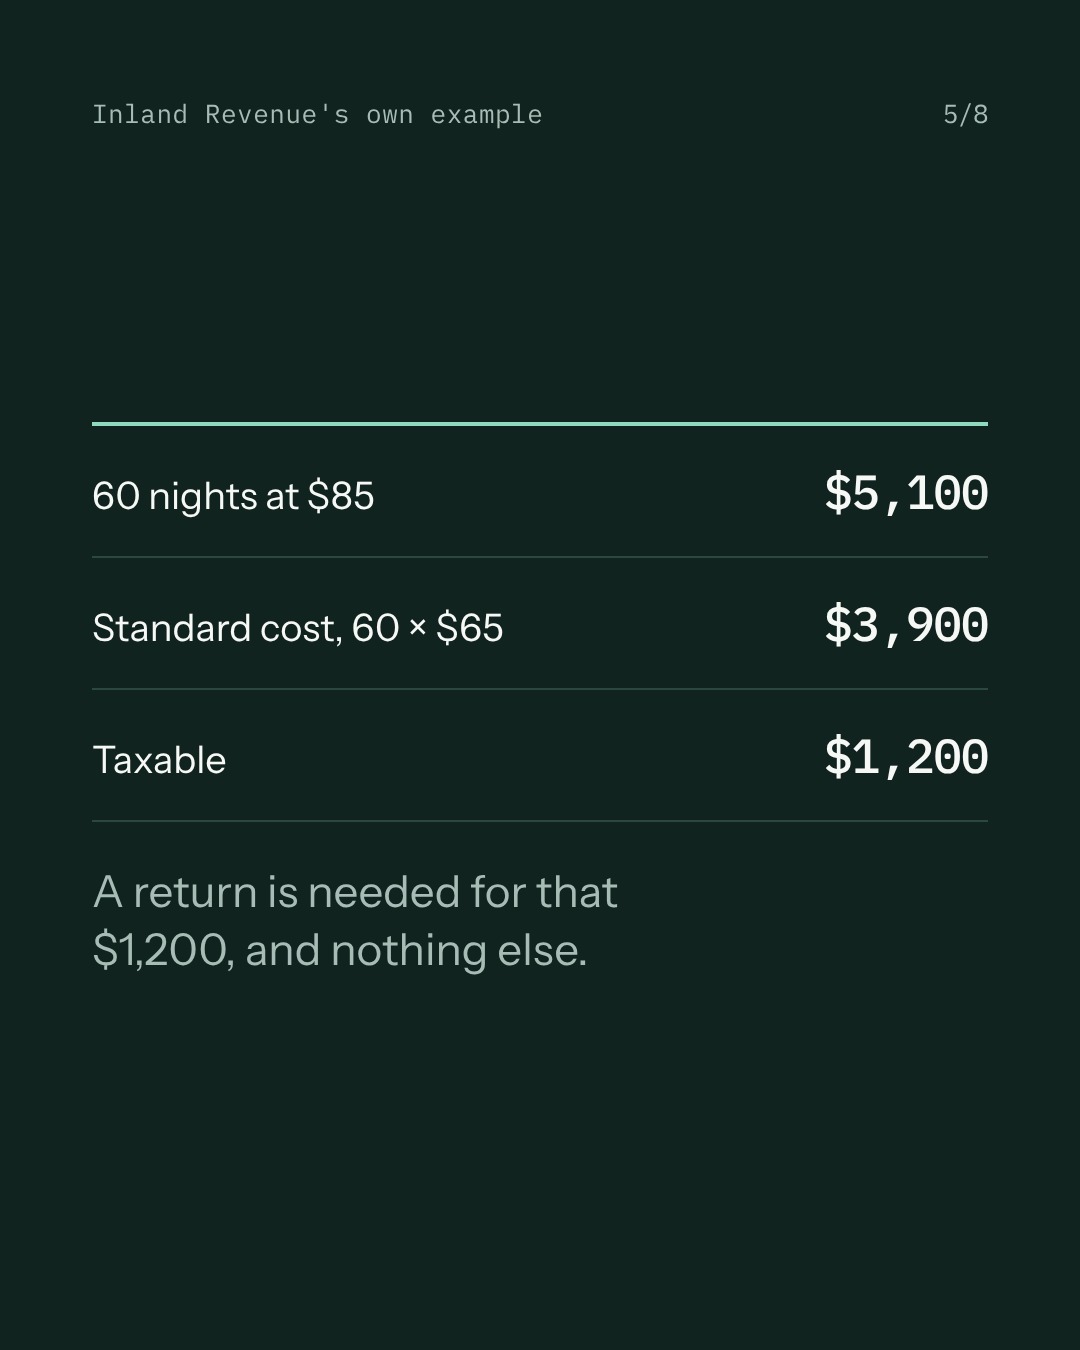 Inland Revenue's own example
5/8
60 nights at $85
$5,100
Standard cost, 60 × $65
$3,900
Taxable
$1,200
A return is needed for that
$1,200, and nothing else.